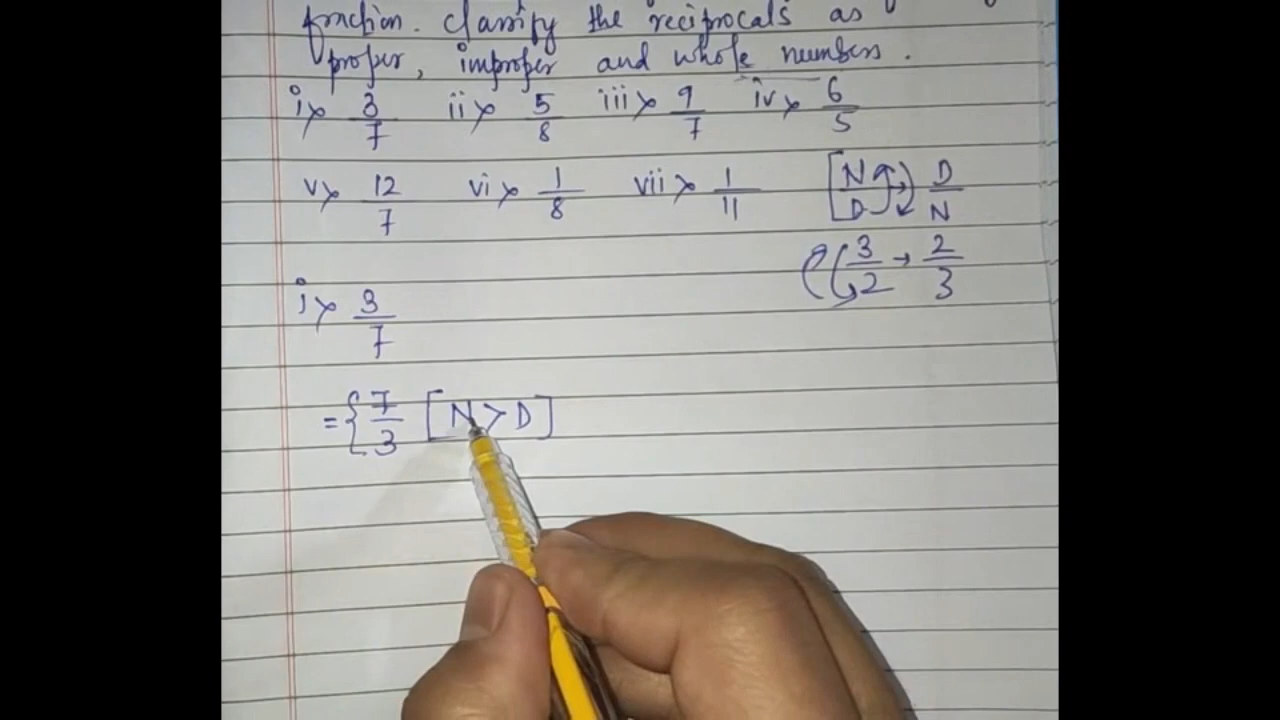 fraction. Classify the reciprocals as
proper, improper and whole numbers.
i> 3/7 ii> 5/8 iii> 9/7 iv> 6/5
v> 12/7 vi> 1/8 vii> 1/11 [N/D → D/N
3/2 → 2/3
i> 3/7
= { 7/3 [N > D]